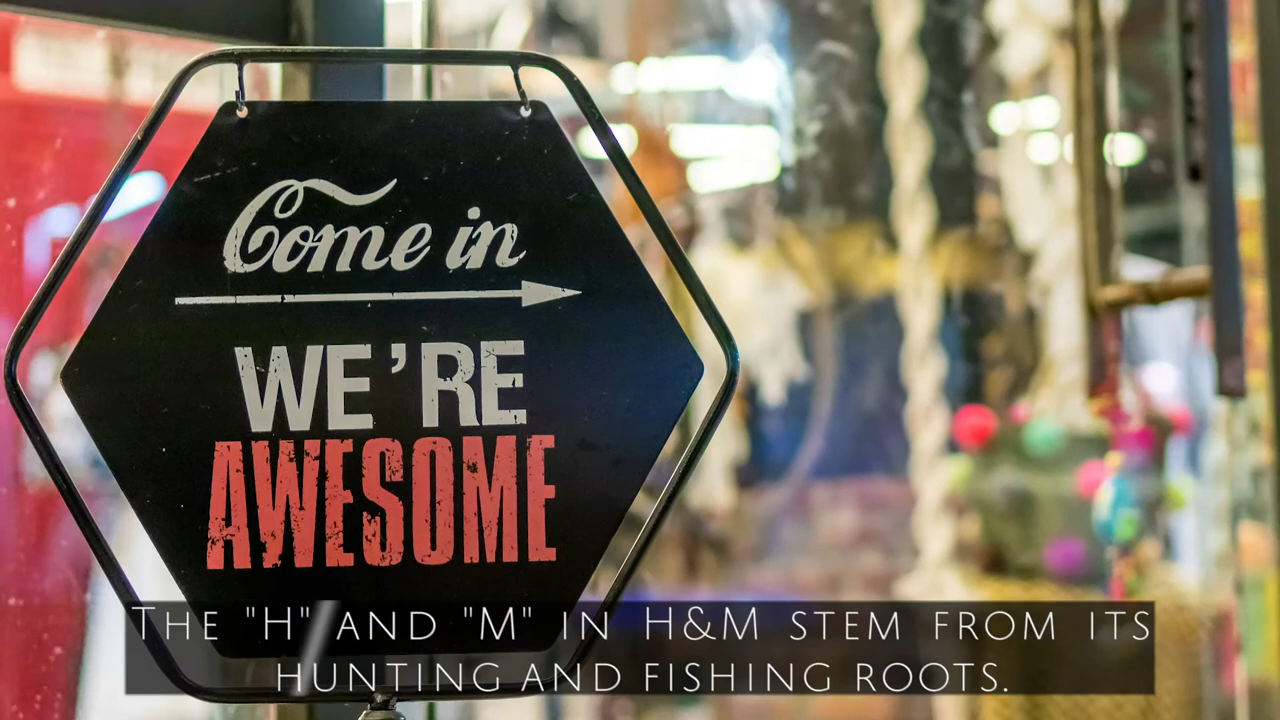 Come in
WE'RE
AWESOME
THE "H" AND "M" IN H&M STEM FROM ITS
HUNTING AND FISHING ROOTS.